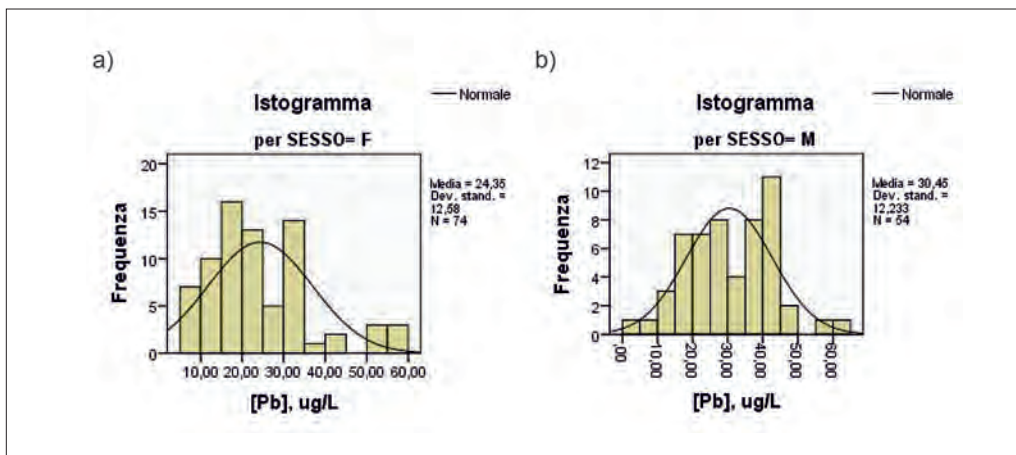 a)
Istogramma
Normale
per SESSO= F
20
15
10
5
0
Frequenza
10,00 20,00 30,00 40,00 50,00 60,00
[Pb], ug/L
Media = 24,35
Dev. stand. =
12,58
N = 74
b)
Istogramma
Normale
per SESSO= M
12
10
8
6
4
2
0
Frequenza
,00 10,00 20,00 30,00 40,00 50,00 60,00
[Pb], ug/L
Media = 30,45
Dev. stand. =
12,233
N = 54